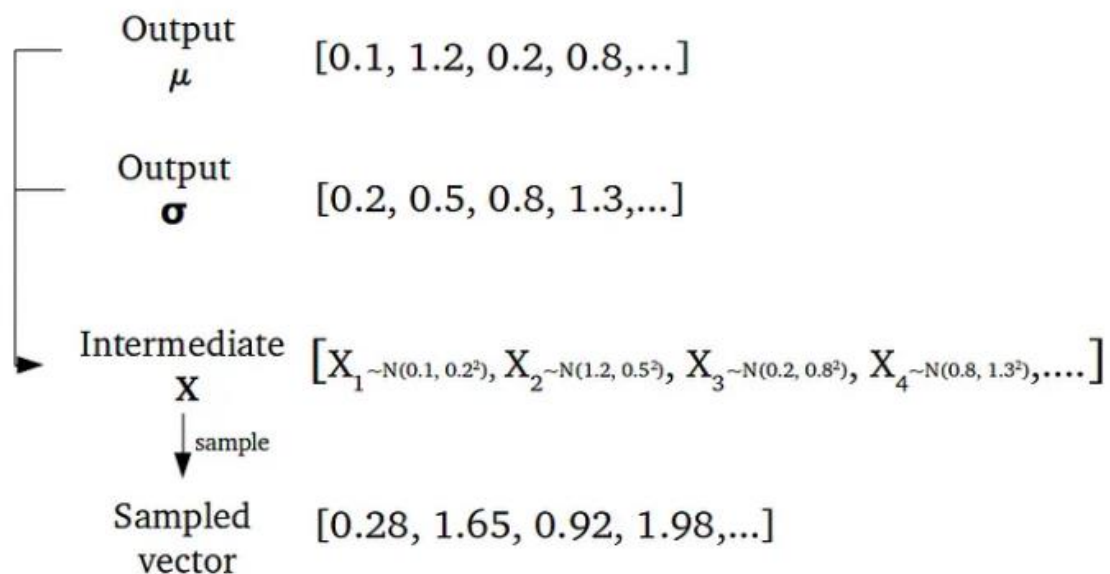 Output
μ
[0.1, 1.2, 0.2, 0.8,...]
Output
σ
[0.2, 0.5, 0.8, 1.3,...]
Intermediate
X
[X₁~N(0.1, 0.2²), X₂~N(1.2, 0.5²), X₃~N(0.2, 0.8²), X₄~N(0.8, 1.3²),....]
sample
Sampled
vector
[0.28, 1.65, 0.92, 1.98,...]